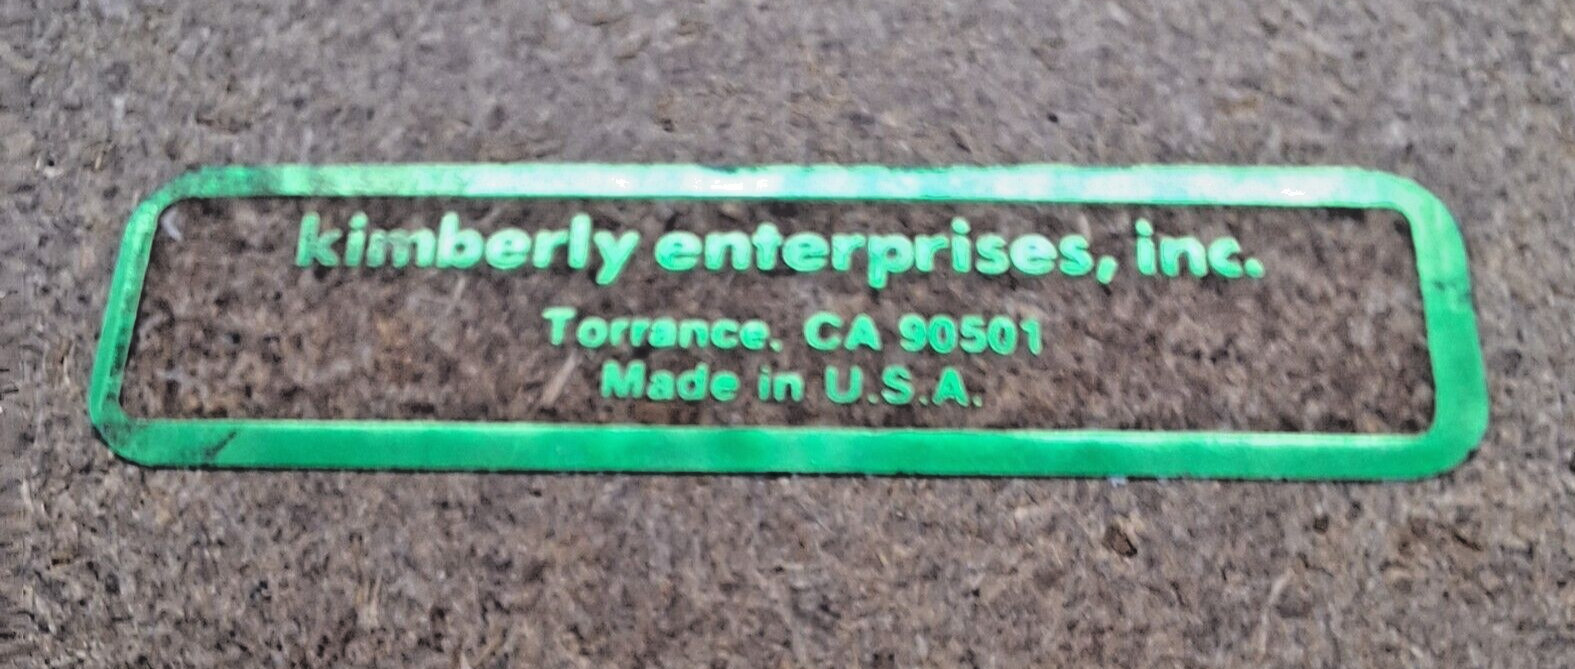 kimberly enterprises, inc.
Torrance. CA 90501
Made in U.S.A.